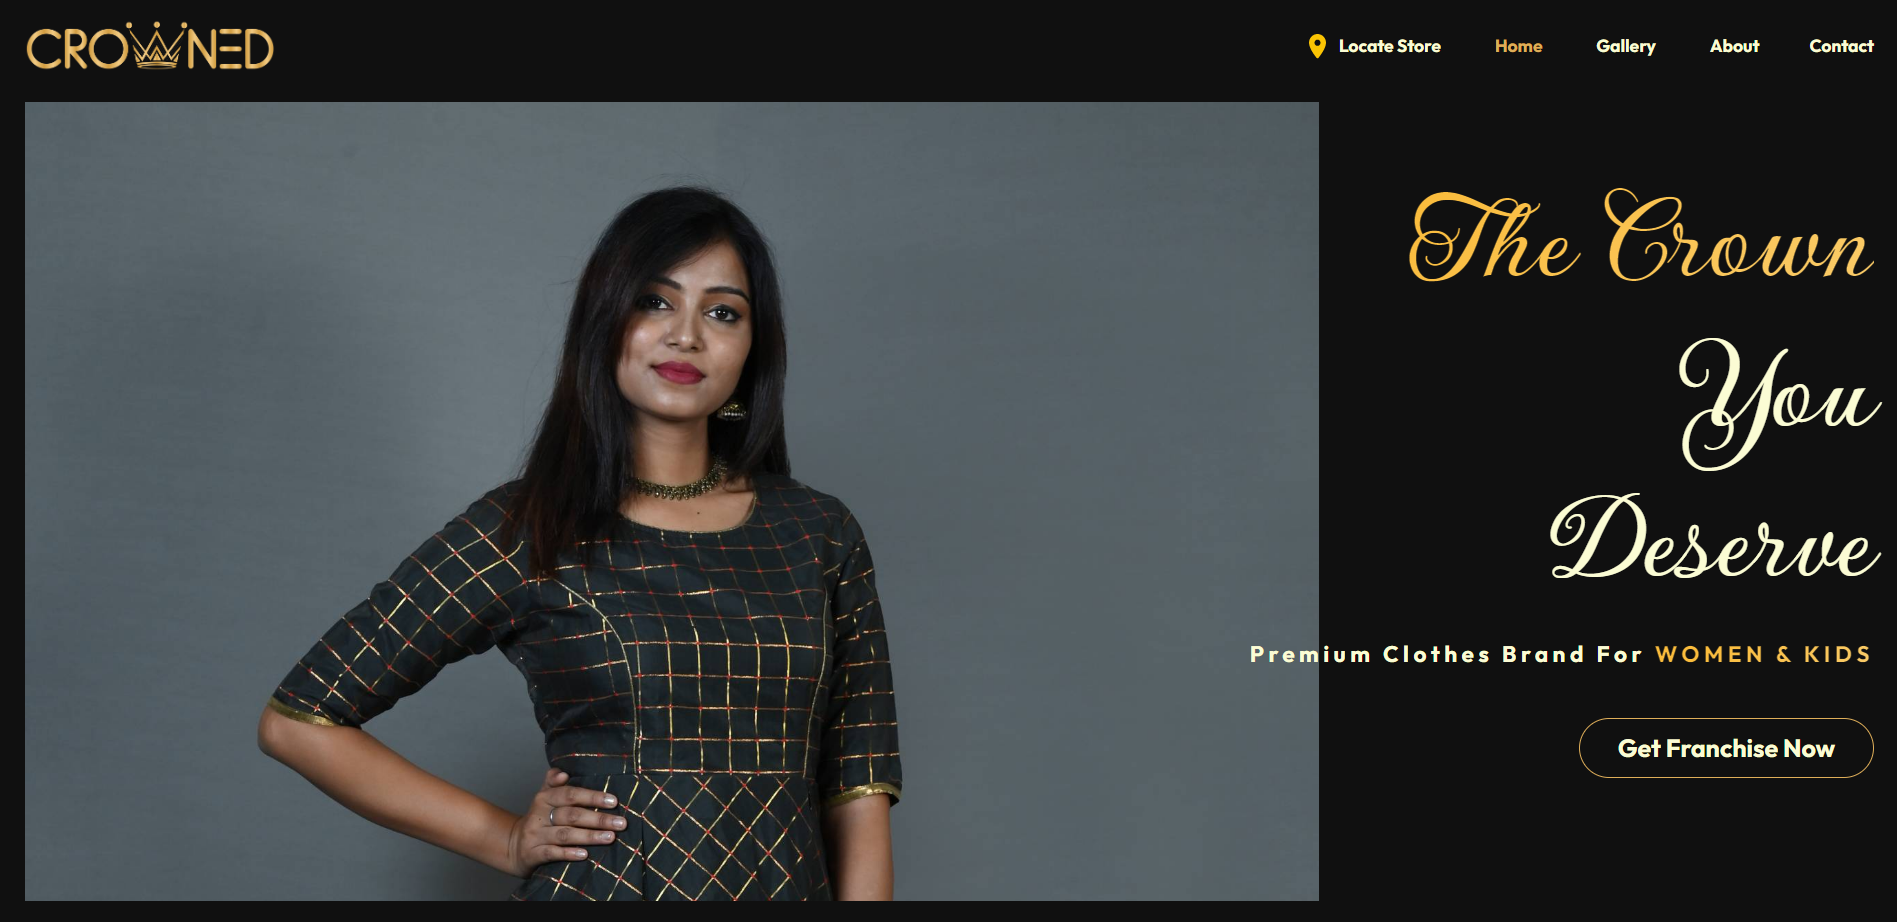 CROWNED
Locate Store Home Gallery About Contact
The Crown
You
Deserve
Premium Clothes Brand For WOMEN & KIDS
Get Franchise Now